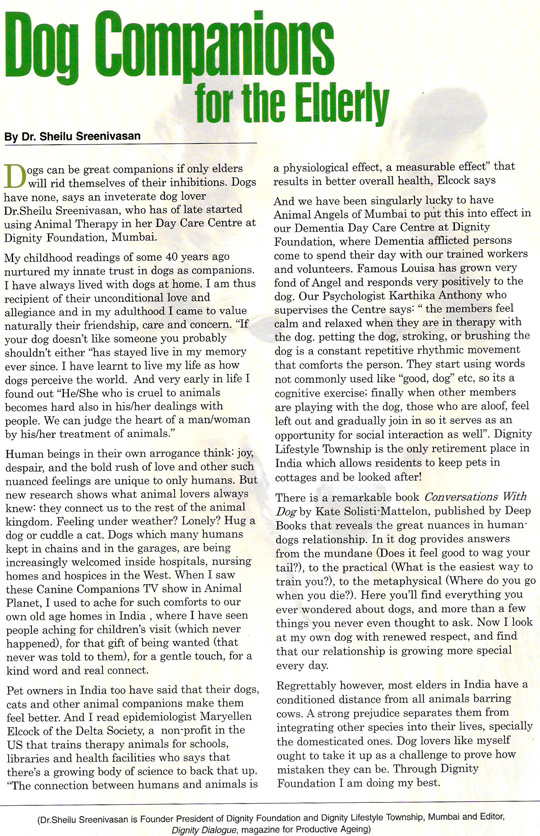 Dog Companions
for the Elderly
By Dr. Sheilu Sreenivasan
Dogs can be great companions if only elders
will rid themselves of their inhibitions. Dogs
have none, says an inveterate dog lover
Dr.Sheilu Sreenivasan, who has of late started
using Animal Therapy in her Day Care Centre at
Dignity Foundation, Mumbai.
My childhood readings of some 40 years ago
nurtured my innate trust in dogs as companions.
I have always lived with dogs at home. I am thus
recipient of their unconditional love and
allegiance and in my adulthood I came to value
naturally their friendship, care and concern. “If
your dog doesn't like someone you probably
shouldn't either “has stayed live in my memory
ever since. I have learnt to live my life as how
dogs perceive the world.  And very early in life I
found out “He/She who is cruel to animals
becomes hard also in his/her dealings with
people. We can judge the heart of a man/woman
by his/her treatment of animals.”
Human beings in their own arrogance think: joy,
despair, and the bold rush of love and other such
nuanced feelings are unique to only humans. But
new research shows what animal lovers always
knew: they connect us to the rest of the animal
kingdom. Feeling under weather? Lonely? Hug a
dog or cuddle a cat. Dogs which many humans
kept in chains and in the garages, are being
increasingly welcomed inside hospitals, nursing
homes and hospices in the West. When I saw
these Canine Companions TV show in Animal
Planet, I used to ache for such comforts to our
own old age homes in India , where I have seen
people aching for children's visit (which never
happened), for that gift of being wanted (that
never was told to them), for a gentle touch, for a
kind word and real connect.
Pet owners in India too have said that their dogs,
cats and other animal companions make them
feel better. And I read epidemiologist Maryellen
Elcock of the Delta Society, a  non-profit in the
US that trains therapy animals for schools,
libraries and health facilities who says that
there's a growing body of science to back that up.
“The connection between humans and animals is
a physiological effect, a measurable effect” that
results in better overall health, Elcock says
And we have been singularly lucky to have
Animal Angels of Mumbai to put this into effect in
our Dementia Day Care Centre at Dignity
Foundation, where Dementia afflicted persons
come to spend their day with our trained workers
and volunteers. Famous Louisa has grown very
fond of Angel and responds very positively to the
dog. Our Psychologist Karthika Anthony who
supervises the Centre says: “ the members feel
calm and relaxed when they are in therapy with
the dog. petting the dog, stroking, or brushing the
dog is a constant repetitive rhythmic movement
that comforts the person. They start using words
not commonly used like “good, dog” etc, so its a
cognitive exercise; finally when other members
are playing with the dog, those who are aloof, feel
left out and gradually join in so it serves as an
opportunity for social interaction as well”. Dignity
Lifestyle Township is the only retirement place in
India which allows residents to keep pets in
cottages and be looked after!
There is a remarkable book Conversations With
Dog by Kate Solisti-Mattelon, published by Deep
Books that reveals the great nuances in human-
dogs relationship. In it dog provides answers
from the mundane (Does it feel good to wag your
tail?), to the practical (What is the easiest way to
train you?), to the metaphysical (Where do you go
when you die?). Here you'll find everything you
ever wondered about dogs, and more than a few
things you never even thought to ask. Now I look
at my own dog with renewed respect, and find
that our relationship is growing more special
every day.
Regrettably however, most elders in India have a
conditioned distance from all animals barring
cows. A strong prejudice separates them from
integrating other species into their lives, specially
the domesticated ones. Dog lovers like myself
ought to take it up as a challenge to prove how
mistaken they can be. Through Dignity
Foundation I am doing my best.
(Dr.Sheilu Sreenivasan is Founder President of Dignity Foundation and Dignity Lifestyle Township, Mumbai and Editor,
Dignity Dialogue, magazine for Productive Ageing)